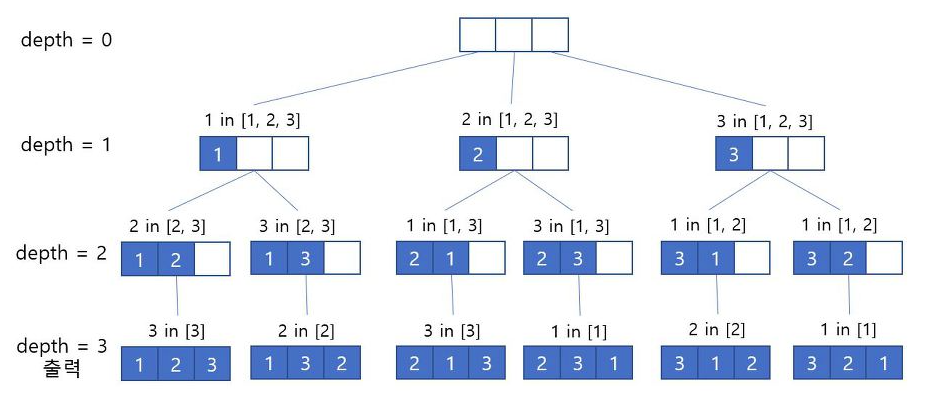 depth = 0
1 in [1, 2, 3]
2 in [1, 2, 3]
3 in [1, 2, 3]
depth = 1
1
2
3
2 in [2, 3]
3 in [2, 3]
1 in [1, 3]
3 in [1, 3]
1 in [1, 2]
1 in [1, 2]
depth = 2
1 2
1 3
2 1
2 3
3 1
3 2
3 in [3]
2 in [2]
3 in [3]
1 in [1]
2 in [2]
1 in [1]
depth = 3
출력
1 2 3
1 3 2
2 1 3
2 3 1
3 1 2
3 2 1